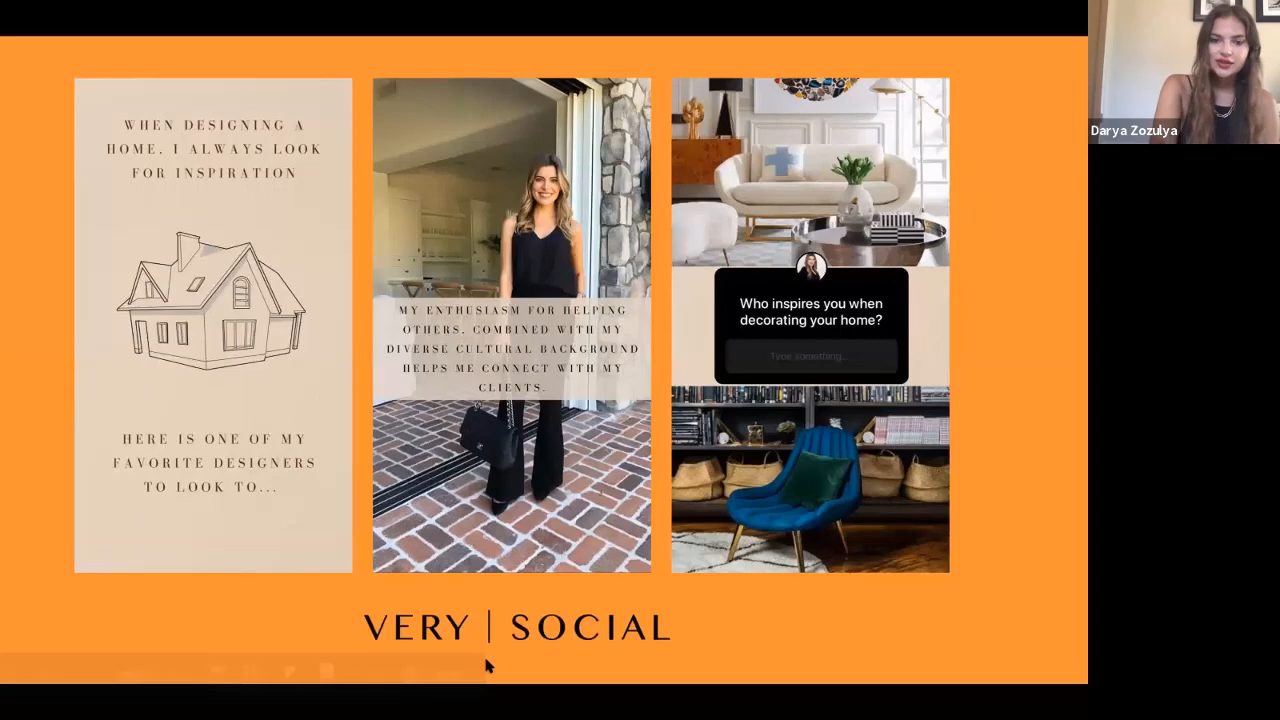 WHEN DESIGNING A
HOME, I ALWAYS LOOK
FOR INSPIRATION
HERE IS ONE OF MY
FAVORITE DESIGNERS
TO LOOK TO...
MY ENTHUSIASM FOR HELPING
OTHERS, COMBINED WITH MY
DIVERSE CULTURAL BACKGROUND
HELPS ME CONNECT WITH MY
CLIENTS.
Who inspires you when
decorating your home?
Type something...
VERY | SOCIAL
Darya Zozulya